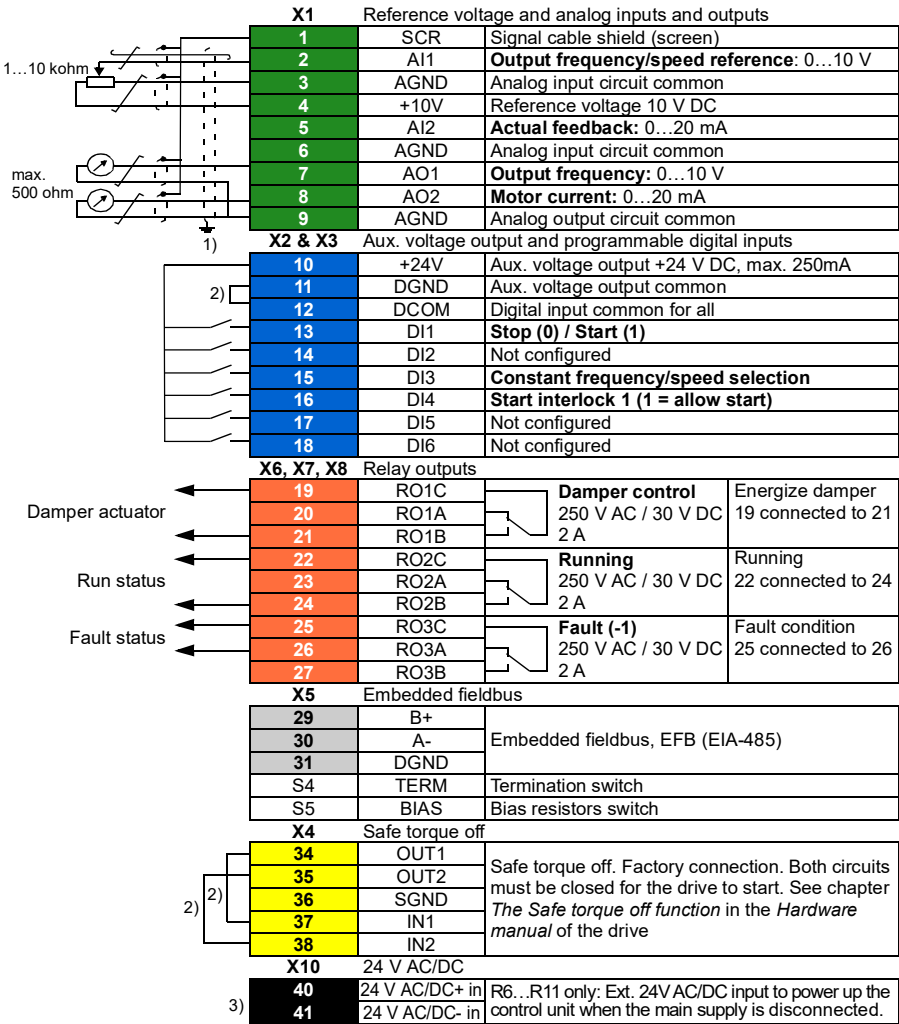 X1 Reference voltage and analog inputs and outputs
1 SCR Signal cable shield (screen)
2 AI1 Output frequency/speed reference: 0…10 V
1…10 kohm
3 AGND Analog input circuit common
4 +10V Reference voltage 10 V DC
5 AI2 Actual feedback: 0…20 mA
6 AGND Analog input circuit common
7 AO1 Output frequency: 0…10 V
max.
500 ohm
8 AO2 Motor current: 0…20 mA
9 AGND Analog output circuit common
1)
X2 & X3 Aux. voltage output and programmable digital inputs
10 +24V Aux. voltage output +24 V DC, max. 250mA
11 DGND Aux. voltage output common
2)
12 DCOM Digital input common for all
13 DI1 Stop (0) / Start (1)
14 DI2 Not configured
15 DI3 Constant frequency/speed selection
16 DI4 Start interlock 1 (1 = allow start)
17 DI5 Not configured
18 DI6 Not configured
X6, X7, X8 Relay outputs
19 RO1C Damper control Energize damper
Damper actuator 20 RO1A 250 V AC / 30 V DC 19 connected to 21
21 RO1B 2 A
22 RO2C Running Running
Run status 23 RO2A 250 V AC / 30 V DC 22 connected to 24
24 RO2B 2 A
25 RO3C Fault (-1) Fault condition
Fault status 26 RO3A 250 V AC / 30 V DC 25 connected to 26
27 RO3B 2 A
X5 Embedded fieldbus
29 B+
30 A- Embedded fieldbus, EFB (EIA-485)
31 DGND
S4 TERM Termination switch
S5 BIAS Bias resistors switch
X4 Safe torque off
34 OUT1
35 OUT2
36 SGND
37 IN1
38 IN2
Safe torque off. Factory connection. Both circuits
must be closed for the drive to start. See chapter
The Safe torque off function in the Hardware
manual of the drive
2)
2)
X10 24 V AC/DC
3)
40 24 V AC/DC+ in R6…R11 only: Ext. 24V AC/DC input to power up the
41 24 V AC/DC- in control unit when the main supply is disconnected.